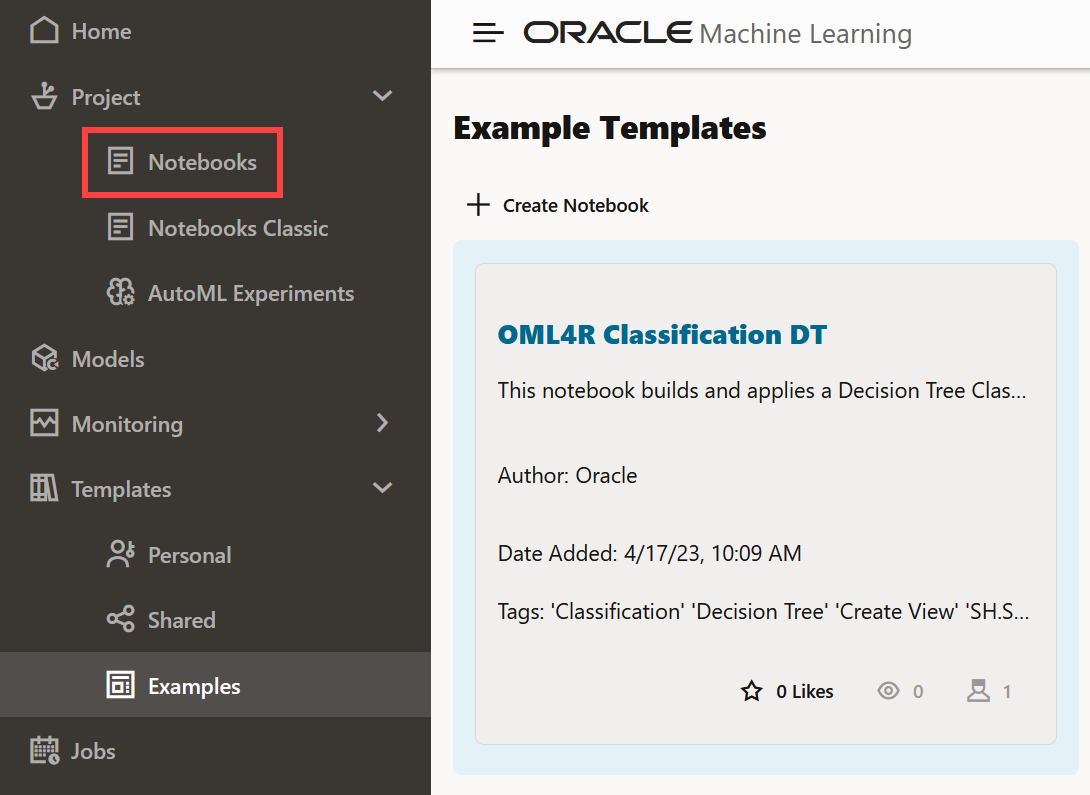 Home
Project
Notebooks
Notebooks Classic
AutoML Experiments
Models
Monitoring
Templates
Personal
Shared
Examples
Jobs
ORACLE Machine Learning
Example Templates
Create Notebook
OML4R Classification DT
This notebook builds and applies a Decision Tree Clas...
Author: Oracle
Date Added: 4/17/23, 10:09 AM
Tags: 'Classification' 'Decision Tree' 'Create View' 'SH.S...
0 Likes 0 1